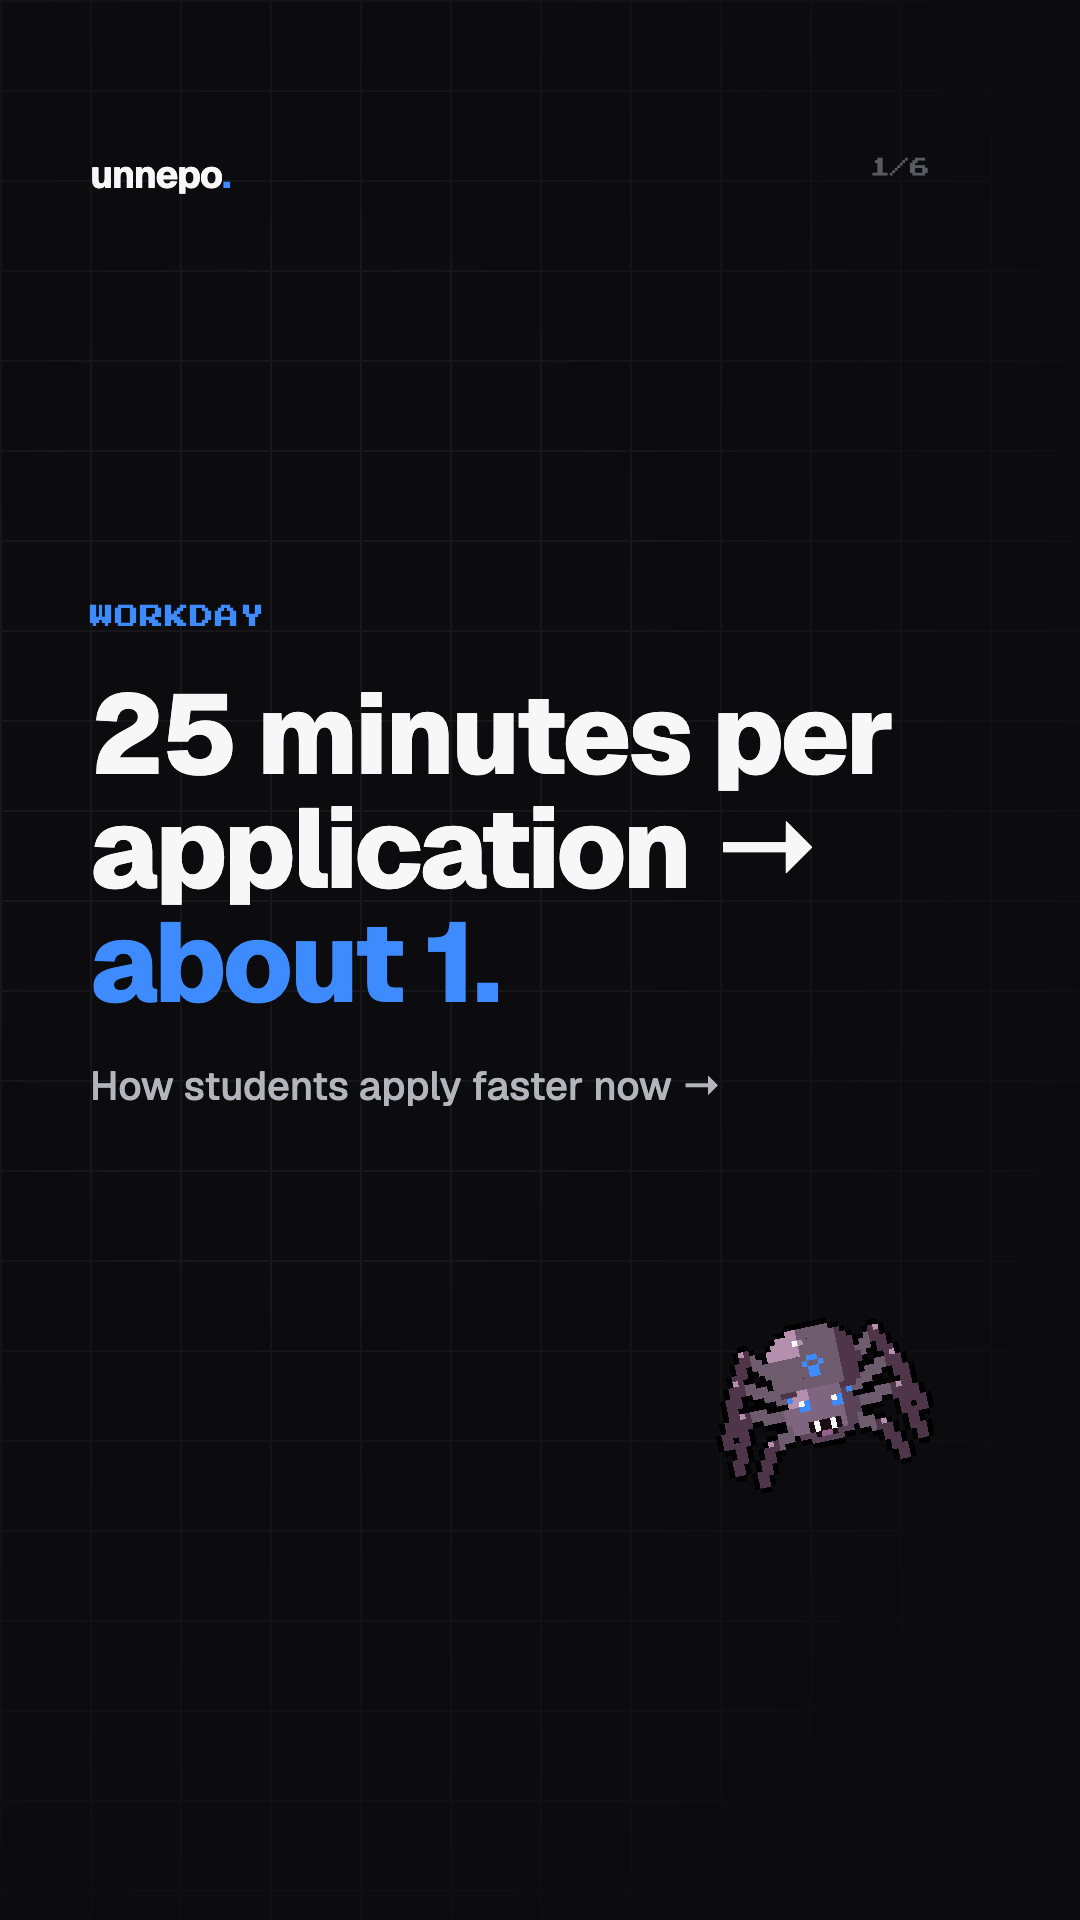 unnepo.
1/6
WORKDAY
25 minutes per
application →
about 1.
How students apply faster now →